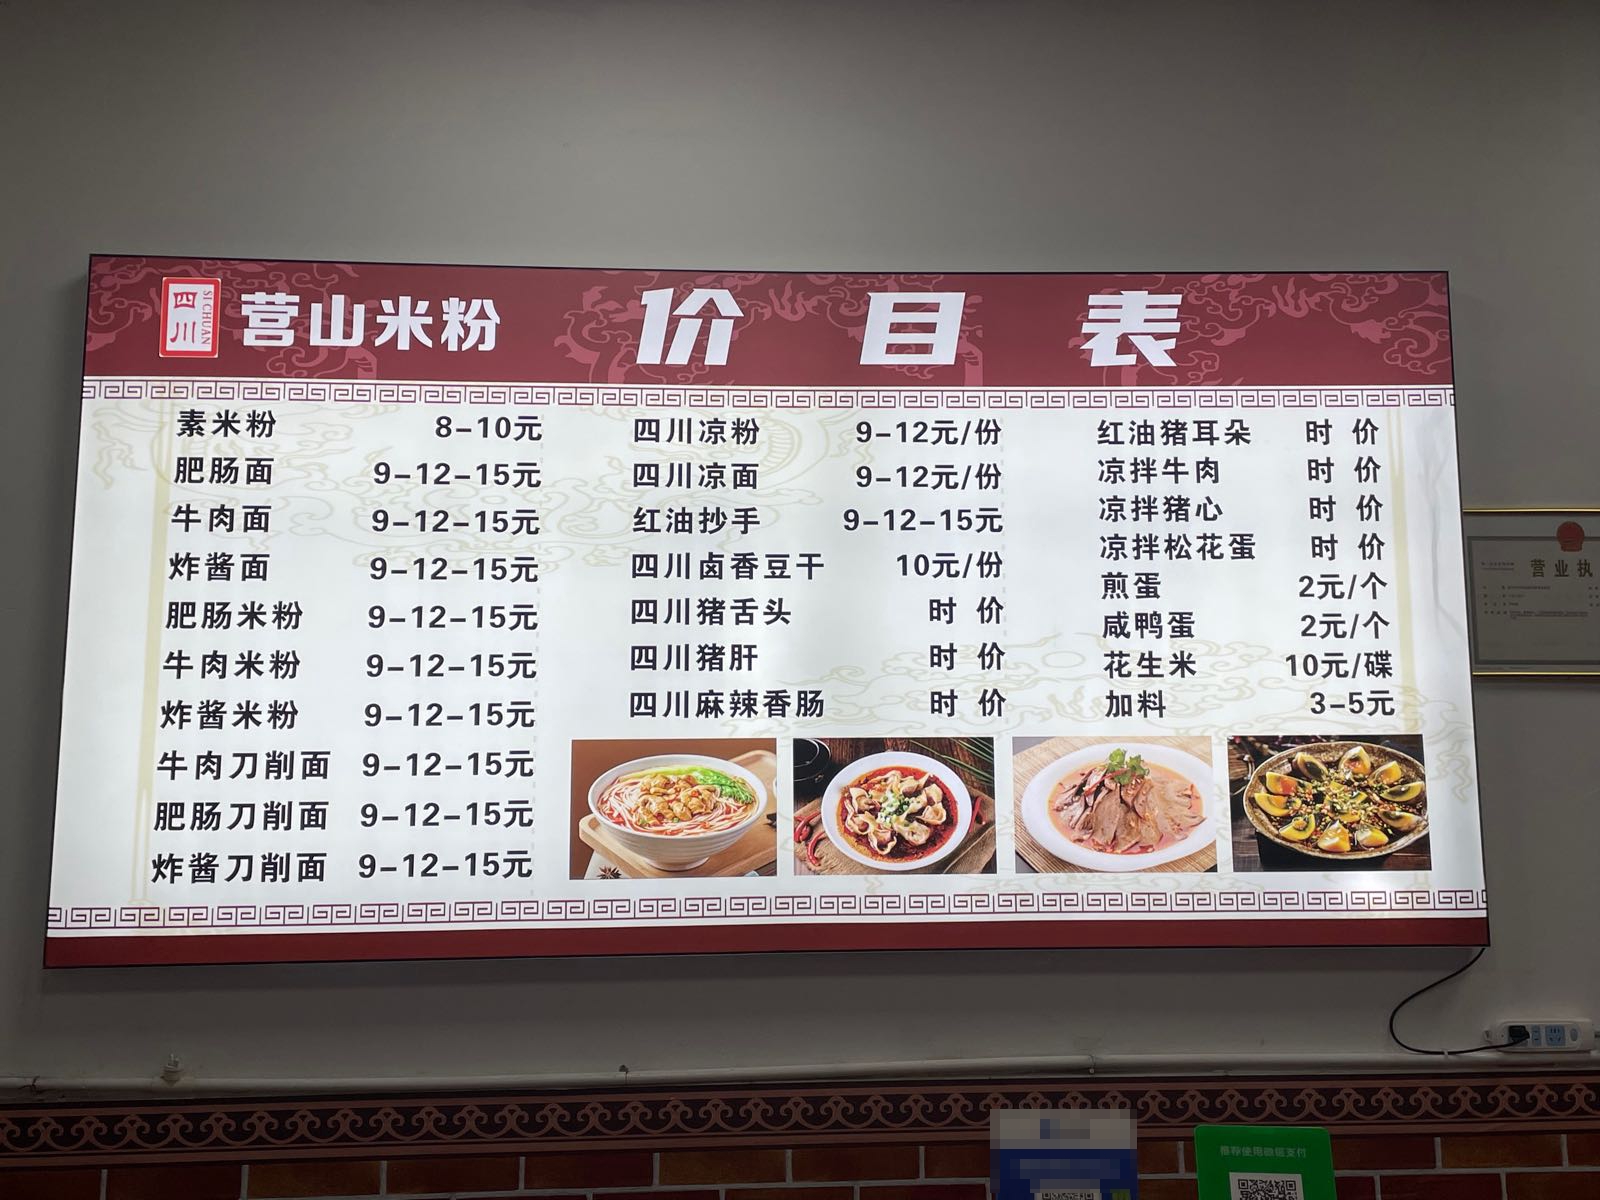 四川
SICHUAN
营山米粉
价目表
素米粉 8-10元
肥肠面 9-12-15元
牛肉面 9-12-15元
炸酱面 9-12-15元
肥肠米粉 9-12-15元
牛肉米粉 9-12-15元
炸酱米粉 9-12-15元
牛肉刀削面 9-12-15元
肥肠刀削面 9-12-15元
炸酱刀削面 9-12-15元
四川凉粉 9-12元/份
四川凉面 9-12元/份
红油抄手 9-12-15元
四川卤香豆干 10元/份
四川猪舌头 时价
四川猪肝 时价
四川麻辣香肠 时价
红油猪耳朵 时价
凉拌牛肉 时价
凉拌猪心 时价
凉拌松花蛋 时价
煎蛋 2元/个
咸鸭蛋 2元/个
花生米 10元/碟
加料 3-5元
营业执
推荐使用微信支付